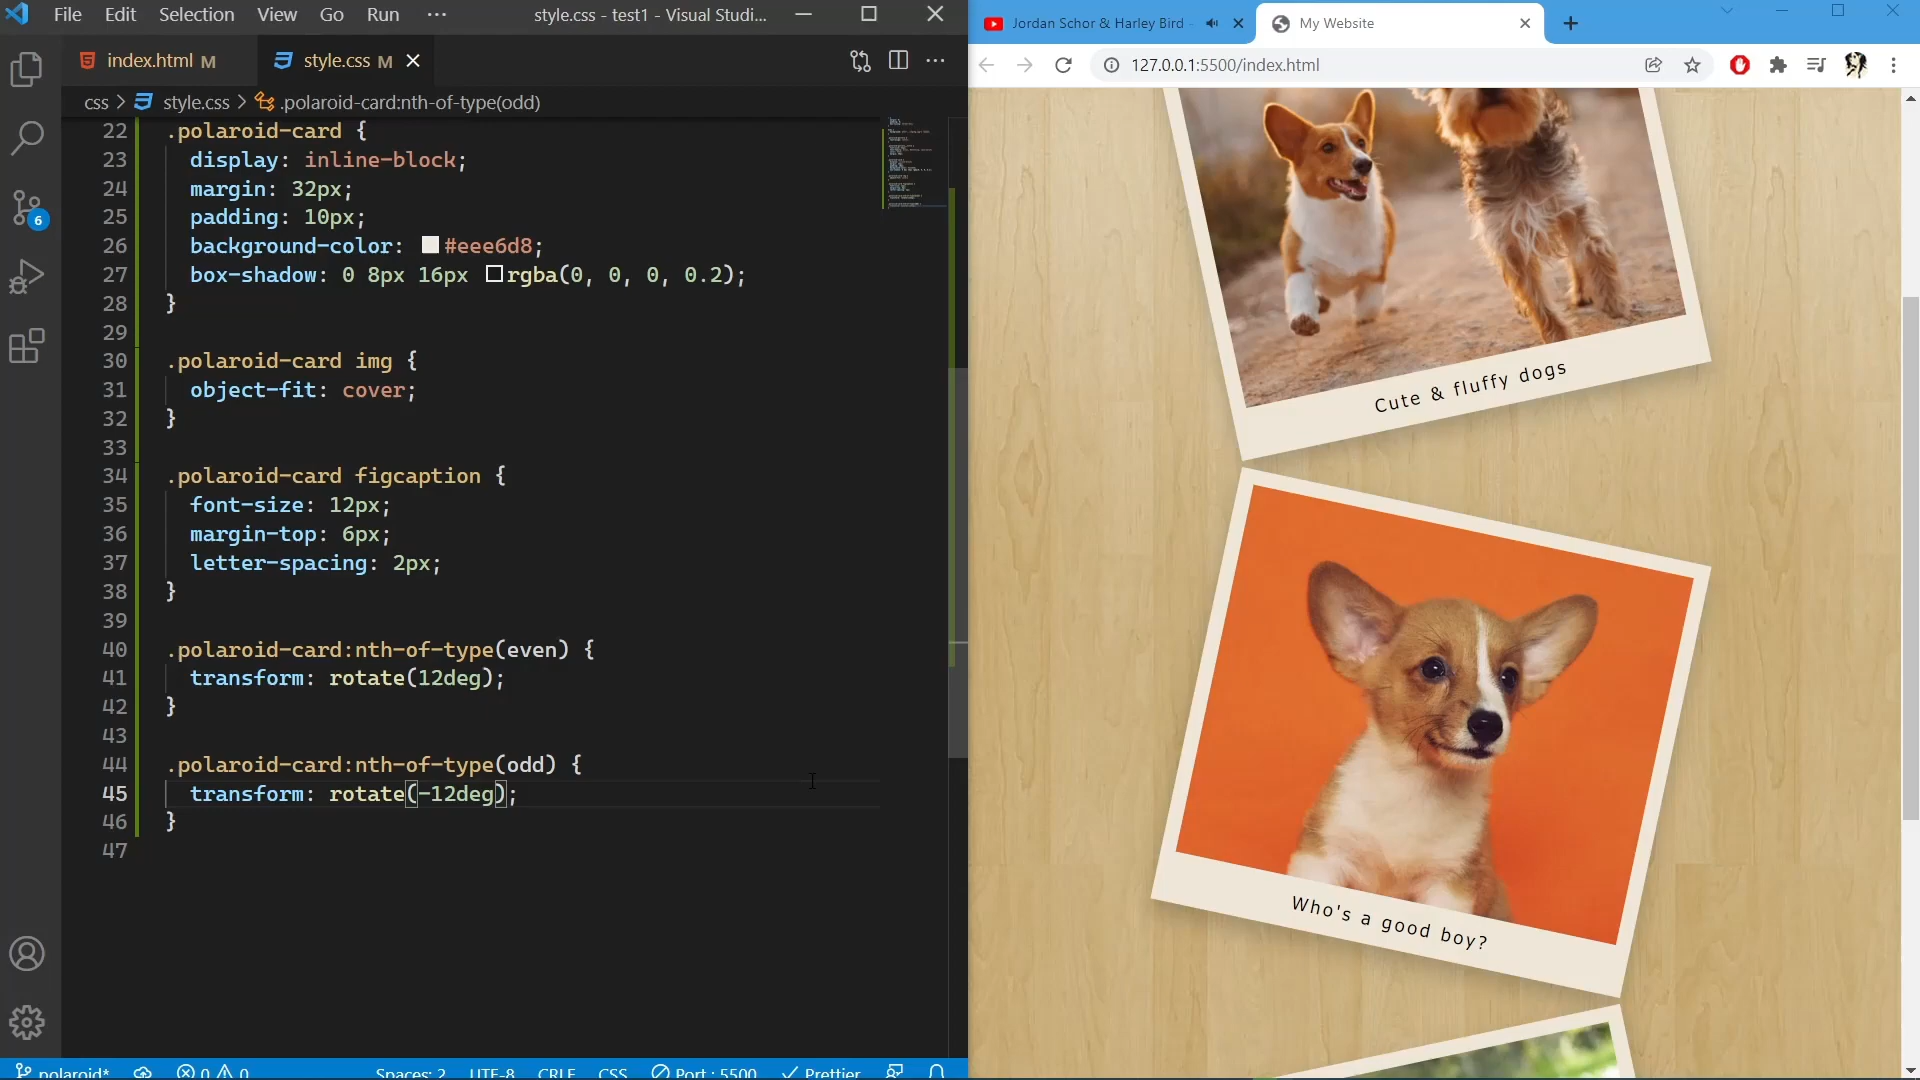 File Edit Selection View Go Run ··· style.css - test1 - Visual Studi...
index.html M style.css M
css > style.css > .polaroid-card:nth-of-type(odd)
22 .polaroid-card {
23 display: inline-block;
24 margin: 32px;
25 padding: 10px;
26 background-color: #eee6d8;
27 box-shadow: 0 8px 16px rgba(0, 0, 0, 0.2);
28 }
29
30 .polaroid-card img {
31 object-fit: cover;
32 }
33
34 .polaroid-card figcaption {
35 font-size: 12px;
36 margin-top: 6px;
37 letter-spacing: 2px;
38 }
39
40 .polaroid-card:nth-of-type(even) {
41 transform: rotate(12deg);
42 }
43
44 .polaroid-card:nth-of-type(odd) {
45 transform: rotate(-12deg);
46 }
47
6
polaroid* 0 0 Spaces: 2 UTF-8 CRLF CSS Port : 5500 Prettier
Jordan Schor & Harley Bird - My Website
127.0.0.1:5500/index.html
Cute & fluffy dogs
Who's a good boy?